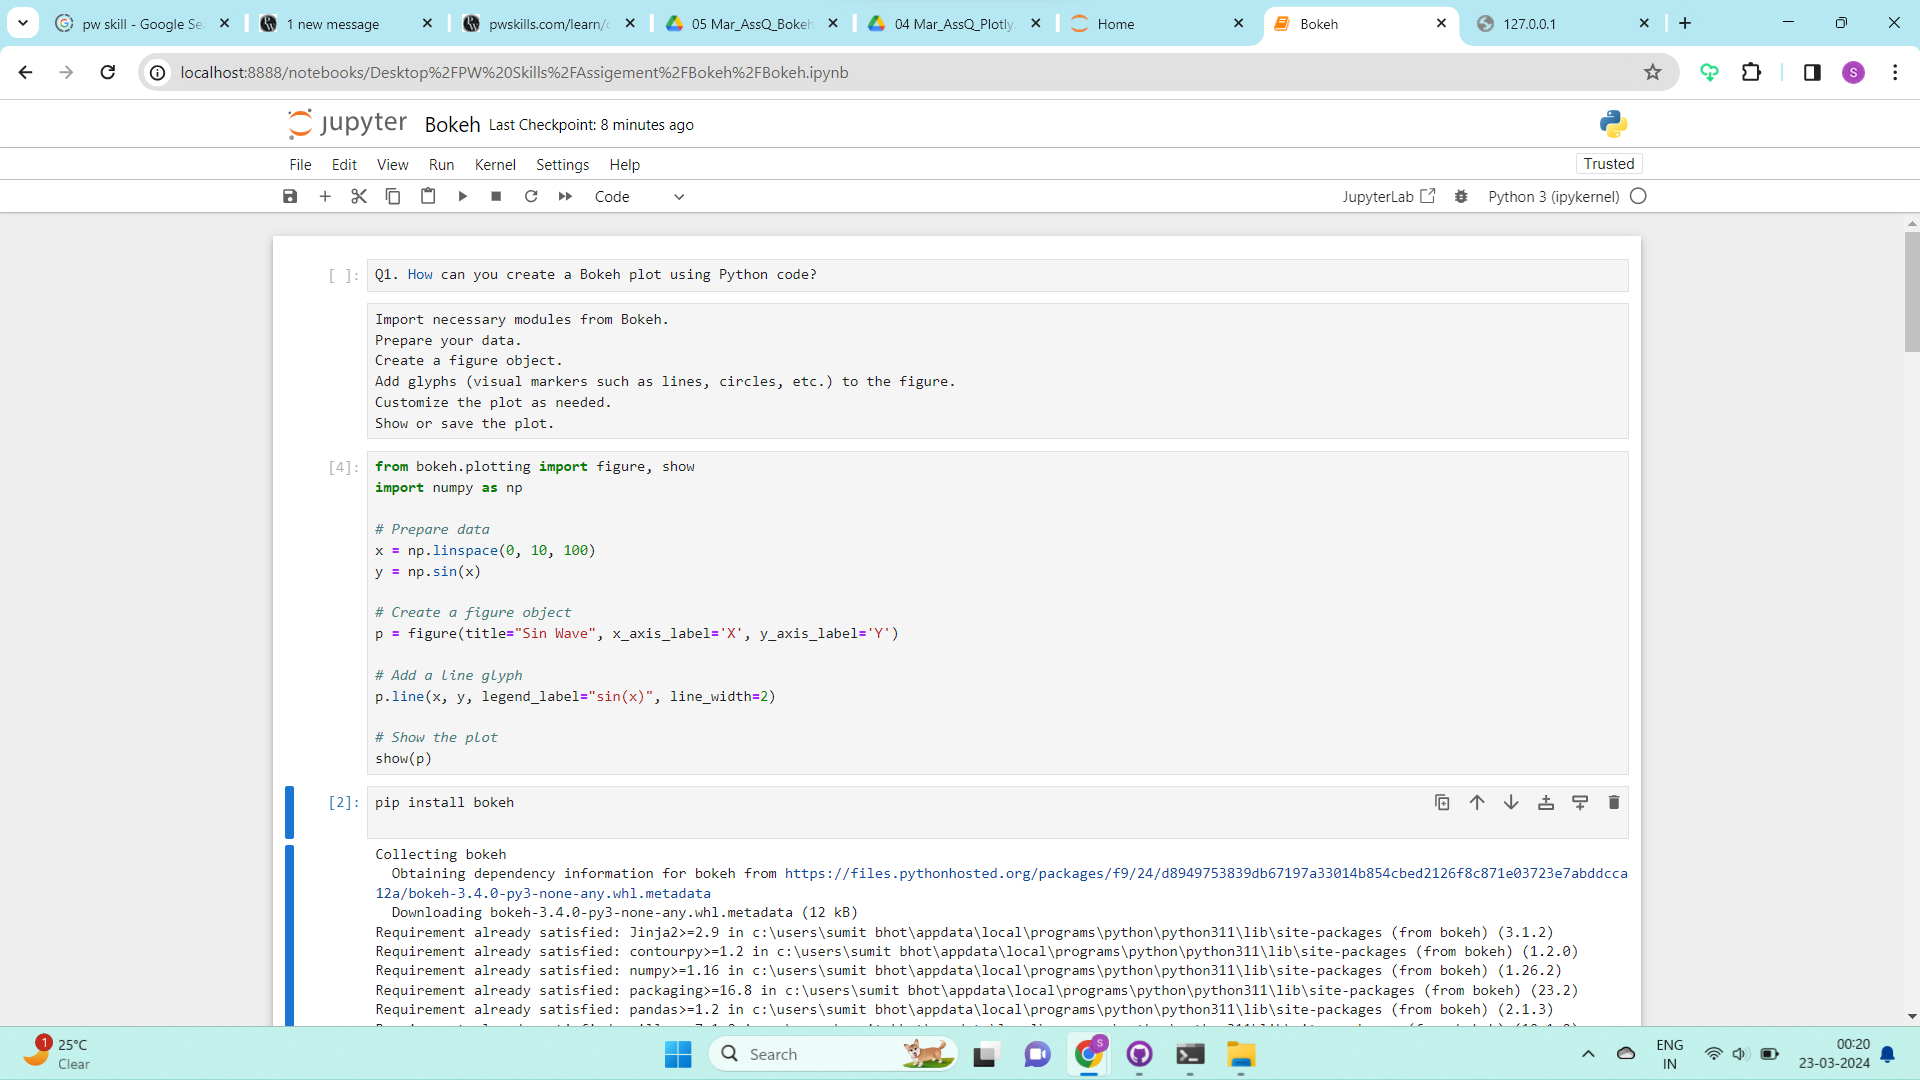 pw skill - Google Se
1 new message
pwskills.com/learn/
05 Mar_AssQ_Bokeh
04 Mar_AssQ_Plotly
Home
Bokeh
127.0.0.1
localhost:8888/notebooks/Desktop%2FPW%20Skills%2FAssigement%2FBokeh%2FBokeh.ipynb
S
jupyter Bokeh Last Checkpoint: 8 minutes ago
File Edit View Run Kernel Settings Help
Trusted
Code
JupyterLab
Python 3 (ipykernel)
[ ]: Q1. How can you create a Bokeh plot using Python code?
Import necessary modules from Bokeh.
Prepare your data.
Create a figure object.
Add glyphs (visual markers such as lines, circles, etc.) to the figure.
Customize the plot as needed.
Show or save the plot.
[4]: from bokeh.plotting import figure, show
import numpy as np
# Prepare data
x = np.linspace(0, 10, 100)
y = np.sin(x)
# Create a figure object
p = figure(title="Sin Wave", x_axis_label='X', y_axis_label='Y')
# Add a line glyph
p.line(x, y, legend_label="sin(x)", line_width=2)
# Show the plot
show(p)
[2]: pip install bokeh
Collecting bokeh
Obtaining dependency information for bokeh from https://files.pythonhosted.org/packages/f9/24/d8949753839db67197a33014b854cbed2126f8c871e03723e7abddcca
12a/bokeh-3.4.0-py3-none-any.whl.metadata
Downloading bokeh-3.4.0-py3-none-any.whl.metadata (12 kB)
Requirement already satisfied: Jinja2>=2.9 in c:\users\sumit bhot\appdata\local\programs\python\python311\lib\site-packages (from bokeh) (3.1.2)
Requirement already satisfied: contourpy>=1.2 in c:\users\sumit bhot\appdata\local\programs\python\python311\lib\site-packages (from bokeh) (1.2.0)
Requirement already satisfied: numpy>=1.16 in c:\users\sumit bhot\appdata\local\programs\python\python311\lib\site-packages (from bokeh) (1.26.2)
Requirement already satisfied: packaging>=16.8 in c:\users\sumit bhot\appdata\local\programs\python\python311\lib\site-packages (from bokeh) (23.2)
Requirement already satisfied: pandas>=1.2 in c:\users\sumit bhot\appdata\local\programs\python\python311\lib\site-packages (from bokeh) (2.1.3)
1
25°C
Clear
Search
S
ENG
IN
00:20
23-03-2024